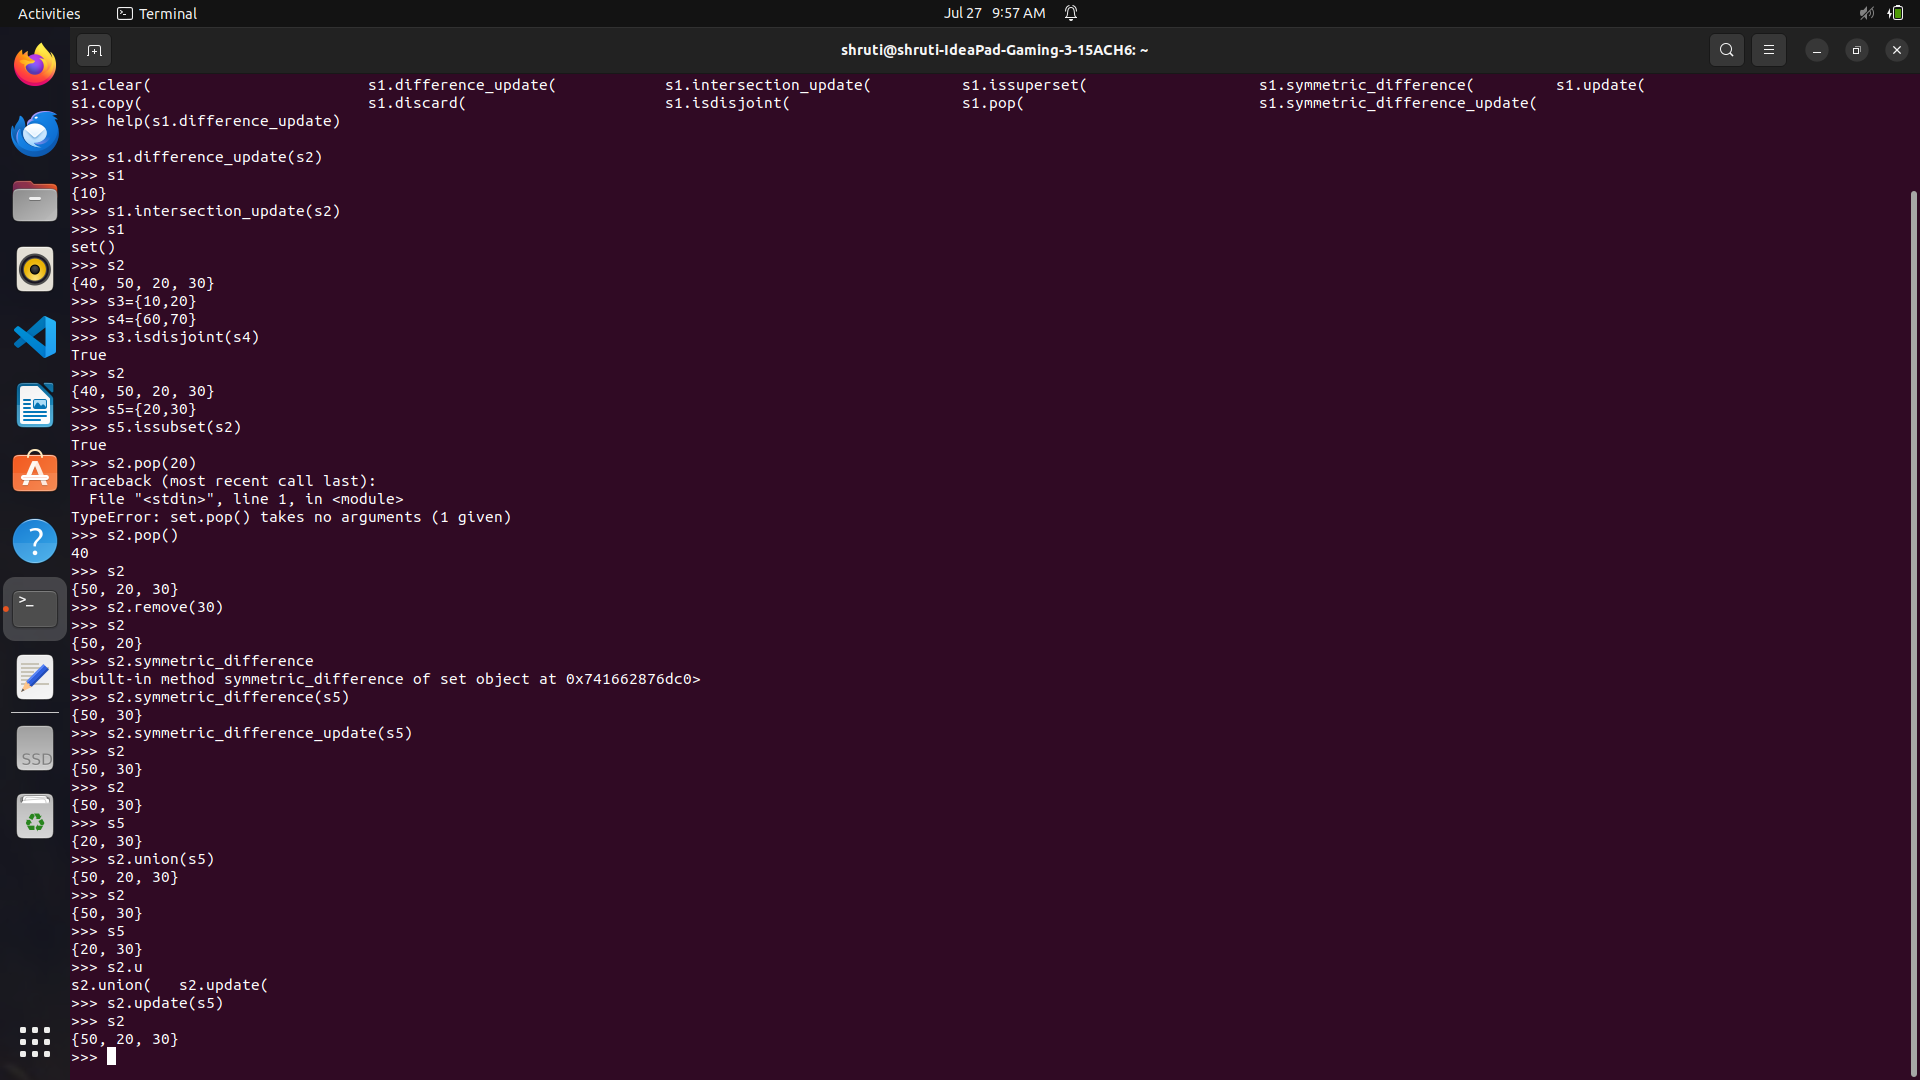 Activities Terminal Jul 27 9:57 AM
shruti@shruti-IdeaPad-Gaming-3-15ACH6: ~
s1.clear( s1.difference_update( s1.intersection_update( s1.issuperset( s1.symmetric_difference( s1.update(
s1.copy( s1.discard( s1.isdisjoint( s1.pop( s1.symmetric_difference_update(
>>> help(s1.difference_update)
>>> s1.difference_update(s2)
>>> s1
{10}
>>> s1.intersection_update(s2)
>>> s1
set()
>>> s2
{40, 50, 20, 30}
>>> s3={10,20}
>>> s4={60,70}
>>> s3.isdisjoint(s4)
True
>>> s2
{40, 50, 20, 30}
>>> s5={20,30}
>>> s5.issubset(s2)
True
>>> s2.pop(20)
Traceback (most recent call last):
  File "<stdin>", line 1, in <module>
TypeError: set.pop() takes no arguments (1 given)
>>> s2.pop()
40
>>> s2
{50, 20, 30}
>>> s2.remove(30)
>>> s2
{50, 20}
>>> s2.symmetric_difference
<built-in method symmetric_difference of set object at 0x741662876dc0>
>>> s2.symmetric_difference(s5)
{50, 30}
>>> s2.symmetric_difference_update(s5)
>>> s2
{50, 30}
>>> s2
{50, 30}
>>> s5
{20, 30}
>>> s2.union(s5)
{50, 20, 30}
>>> s2
{50, 30}
>>> s5
{20, 30}
>>> s2.u
s2.union( s2.update(
>>> s2.update(s5)
>>> s2
{50, 20, 30}
>>>
SSD